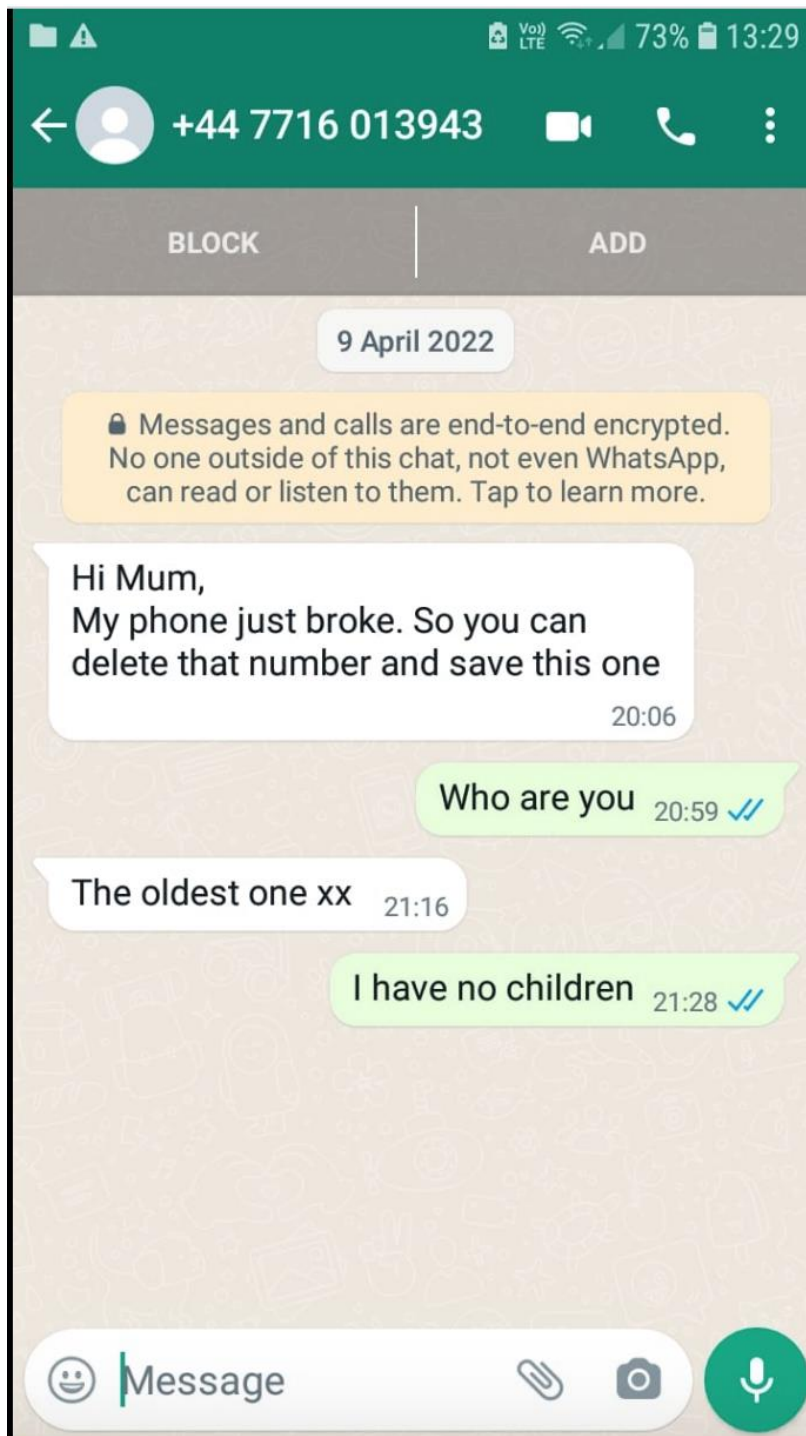 Vo))
LTE 73% 13:29
+44 7716 013943
BLOCK ADD
9 April 2022
Messages and calls are end-to-end encrypted.
No one outside of this chat, not even WhatsApp,
can read or listen to them. Tap to learn more.
Hi Mum,
My phone just broke. So you can
delete that number and save this one
20:06
Who are you 20:59
The oldest one xx 21:16
I have no children 21:28
Message